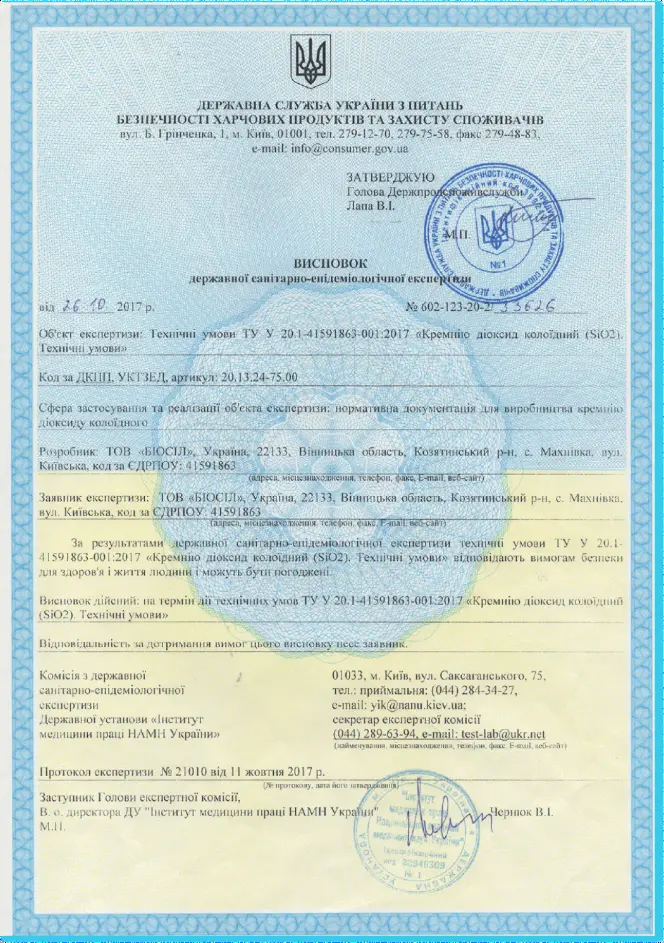 ДЕРЖАВНА СЛУЖБА УКРАЇНИ З ПИТАНЬ
БЕЗПЕЧНОСТІ ХАРЧОВИХ ПРОДУКТІВ ТА ЗАХИСТУ СПОЖИВАЧІВ
вул. Б. Грінченка, 1, м. Київ, 01001, тел. 279-12-70, 279-75-58, факс 279-48-83,
e-mail: info@consumer.gov.ua
ЗАТВЕРДЖУЮ
Голова Держпродспоживслужби
Лапа В.І.
М.П.
№1
ВИСНОВОК
державної санітарно-епідеміологічної експертизи
від 26.10 2017 р.
№ 602-123-20-2/
Об'єкт експертизи: Технічні умови ТУ У 20.1-41591863-001:2017 «Кремнію діоксид колоїдний (SiO2).
Технічні умови»
Код за ДКПП, УКТЗЕД, артикул: 20.13.24-75.00
Сфера застосування та реалізації об'єкта експертизи: нормативна документація для виробництва кремнію
діоксиду колоїдного
Розробник: ТОВ «БІОСІЛ», Україна, 22133, Вінницька область, Козятинський р-н, с. Махнівка, вул.
Київська, код за ЄДРПОУ: 41591863
(адреса, місцезнаходження, телефон, факс, E-mail, веб-сайт)
Заявник експертизи: ТОВ «БІОСІЛ», Україна, 22133, Вінницька область, Козятинський р-н, с. Махнівка,
вул. Київська, код за ЄДРПОУ: 41591863
(адреса, місцезнаходження, телефон, факс, E-mail, веб-сайт)
За результатами державної санітарно-епідеміологічної експертизи технічні умови ТУ У 20.1-
41591863-001:2017 «Кремнію діоксид колоїдний (SiO2). Технічні умови» відповідають вимогам безпеки
для здоров'я і життя людини і можуть бути погоджені.
Висновок дійсний: на термін дії технічних умов ТУ У 20.1-41591863-001:2017 «Кремнію діоксид колоїдний
(SiO2). Технічні умови»
Відповідальність за дотримання вимог цього висновку несе заявник.
Комісія з державної
санітарно-епідеміологічної
експертизи
Державної установи «Інститут
медицини праці НАМН України»
01033, м. Київ, вул. Саксаганського, 75,
тел.: приймальня: (044) 284-34-27,
e-mail: yik@nanu.kiev.ua;
секретар експертної комісії
(044) 289-63-94, e-mail: test-lab@ukr.net
(найменування, місцезнаходження, телефон, факс, E-mail, веб-сайт)
Протокол експертизи № 21010 від 11 жовтня 2017 р.
(№ протоколу, дата його затвердження)
Заступник Голови експертної комісії,
В. о. директора ДУ "Інститут медицини праці НАМН України"
Чернюк В.І.
М.П.